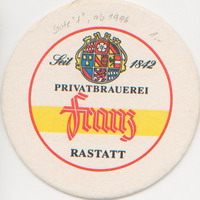 Seit 1842
PRIVATBRAUEREI
Franz
RASTATT